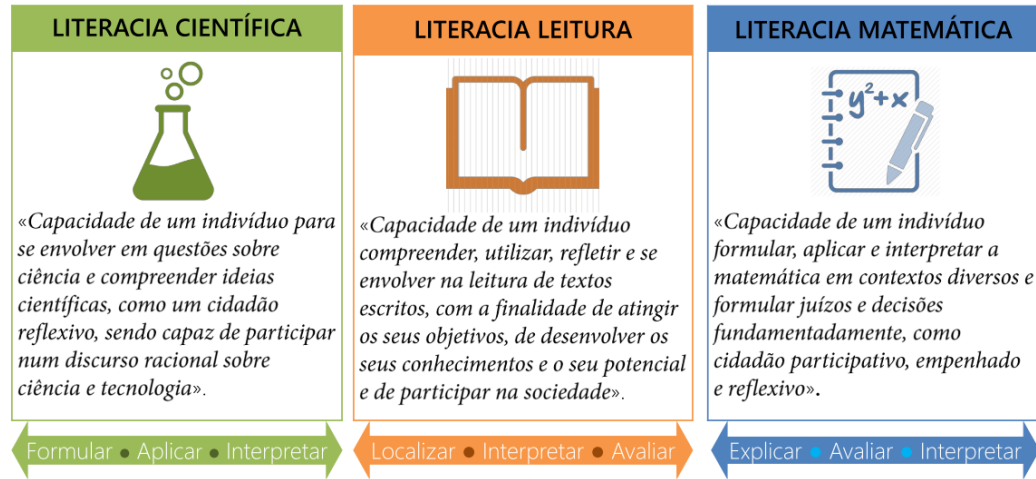 LITERACIA CIENTÍFICA
«Capacidade de um indivíduo para
se envolver em questões sobre
ciência e compreender ideias
científicas, como um cidadão
reflexivo, sendo capaz de participar
num discurso racional sobre
ciência e tecnologia».
Formular ● Aplicar ● Interpretar
LITERACIA LEITURA
«Capacidade de um indivíduo
compreender, utilizar, refletir e se
envolver na leitura de textos
escritos, com a finalidade de atingir
os seus objetivos, de desenvolver os
seus conhecimentos e o seu potencial
e de participar na sociedade».
Localizar ● Interpretar ● Avaliar
LITERACIA MATEMÁTICA
y²+x
«Capacidade de um indivíduo
formular, aplicar e interpretar a
matemática em contextos diversos e
formular juízos e decisões
fundamentadamente, como
cidadão participativo, empenhado
e reflexivo».
Explicar ● Avaliar ● Interpretar